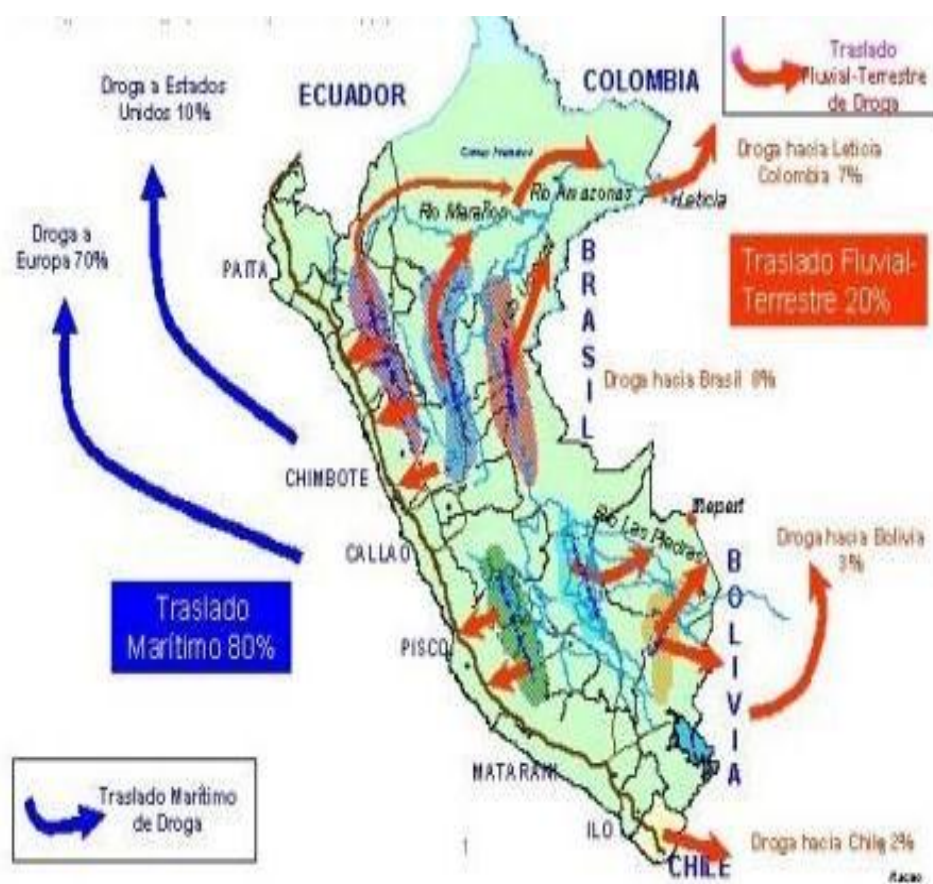 Droga a Estados
Unidos 10%
ECUADOR
COLOMBIA
Traslado
Fluvial-Terrestre
de Droga
Droga hacia Leticia
Colombia 7%
Río Amazonas
Río Marañon
Leticia
Droga a
Europa 70%
PAITA
BRASIL
Traslado Fluvial-
Terrestre 20%
Droga hacia Brasil 8%
CHIMBOTE
Río Las Piedras
Iñapari
CALLAO
Droga hacia Bolivia
3%
BOLIVIA
Traslado
Marítimo 80%
PISCO
MATARANI
Traslado Marítimo
de Droga
ILO
Droga hacia Chile 2%
CHILE